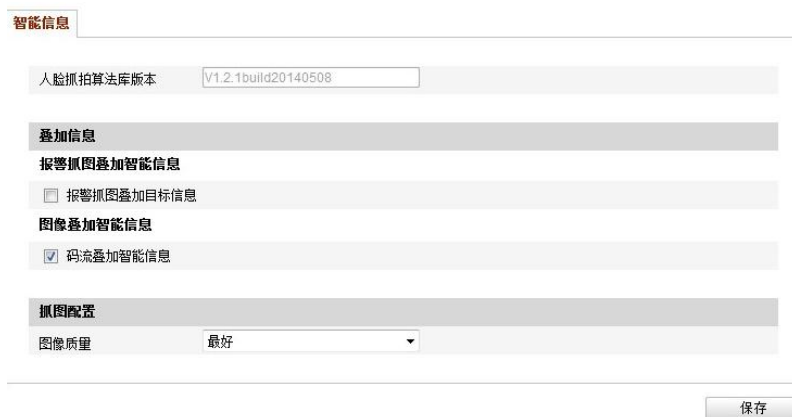 智能信息
人脸抓拍算法库版本 V1.2.1build20140508
叠加信息
报警抓图叠加智能信息
报警抓图叠加目标信息
图像叠加智能信息
码流叠加智能信息
抓图配置
图像质量 最好
保存